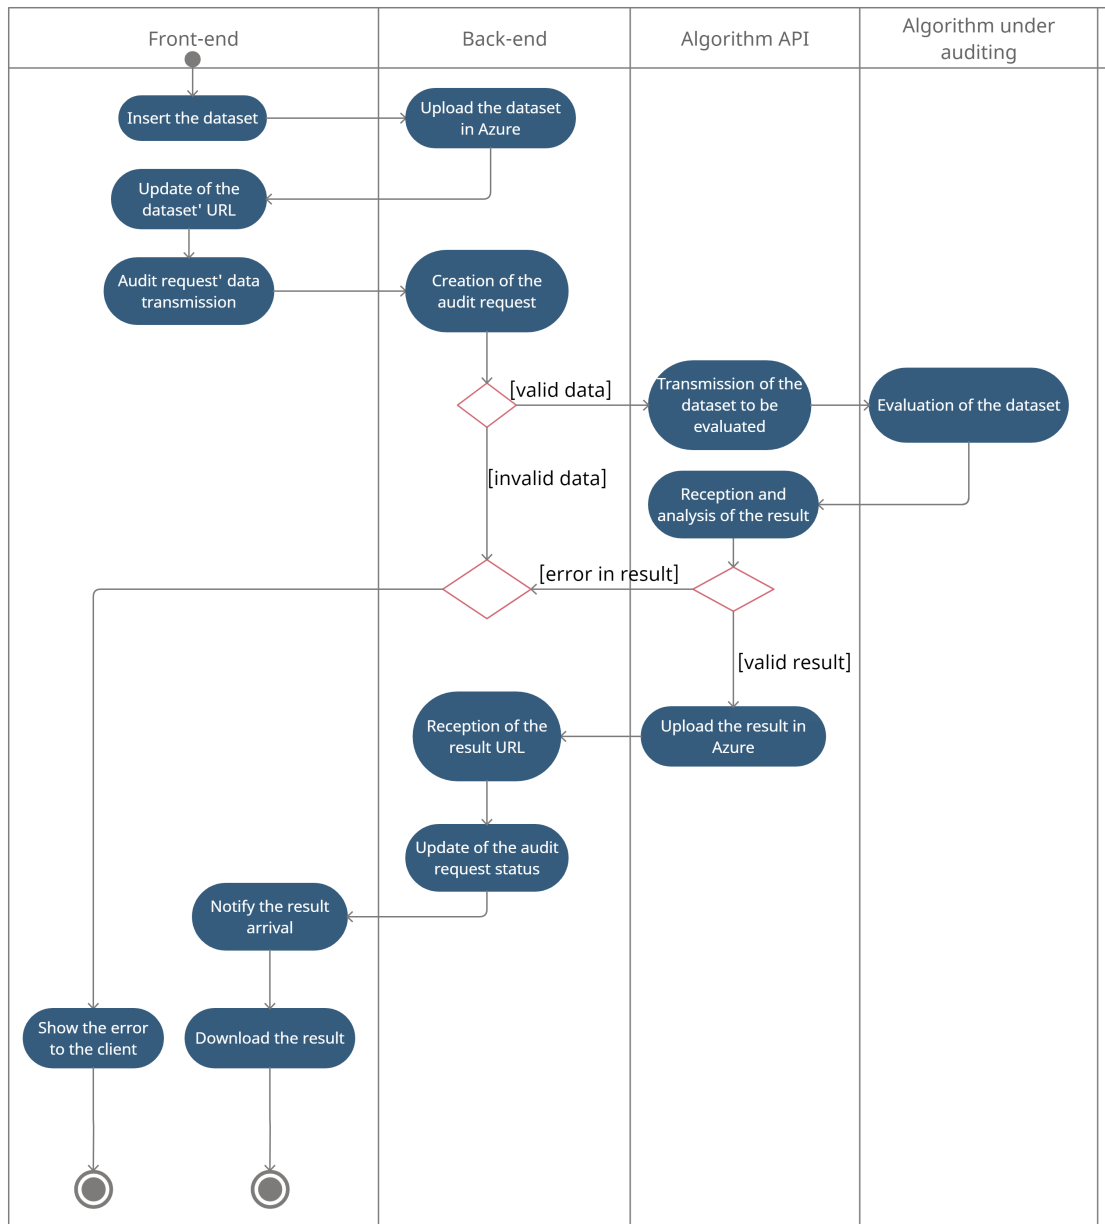 Front-end
Back-end
Algorithm API
Algorithm under
auditing
Insert the dataset
Upload the dataset
in Azure
Update of the
dataset' URL
Audit request' data
transmission
Creation of the
audit request
[valid data]
Transmission of the
dataset to be
evaluated
Evaluation of the dataset
[invalid data]
Reception and
analysis of the result
[error in result]
[valid result]
Reception of the
result URL
Upload the result in
Azure
Update of the audit
request status
Notify the result
arrival
Show the error
to the client
Download the result